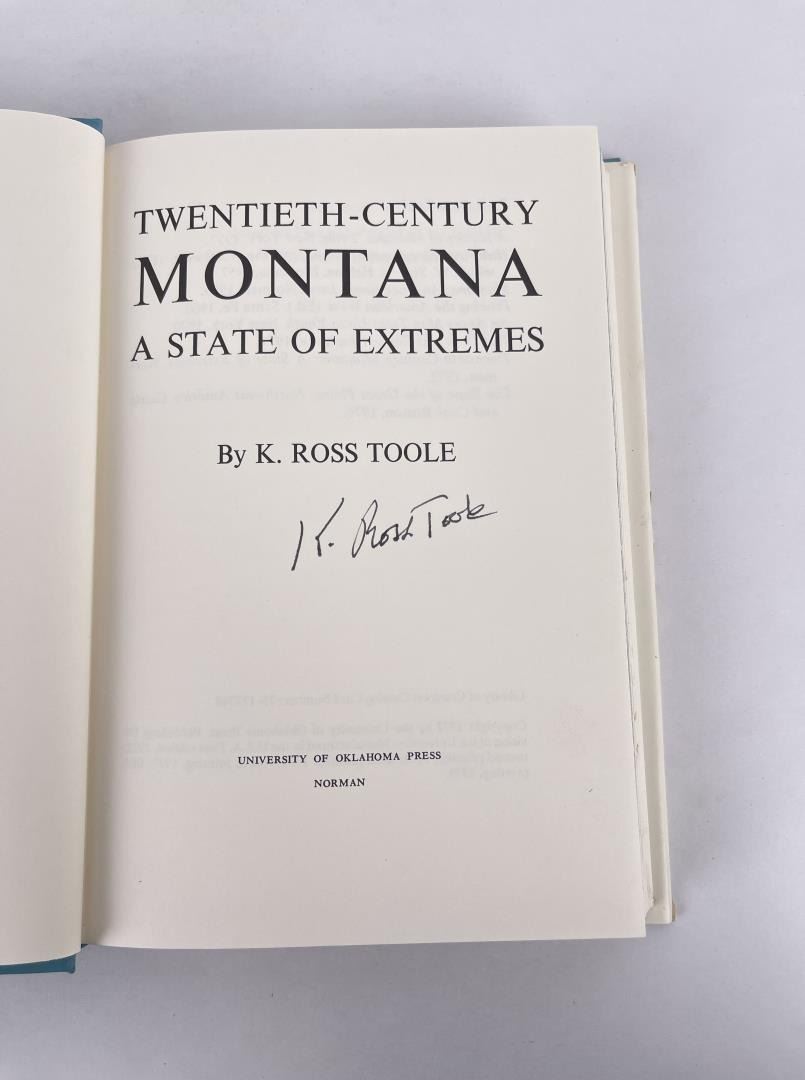 TWENTIETH-CENTURY
MONTANA
A STATE OF EXTREMES
By K. ROSS TOOLE
K. Ross Toole
UNIVERSITY OF OKLAHOMA PRESS
NORMAN